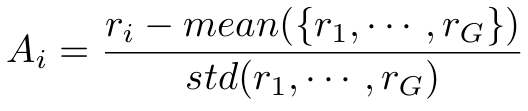 A_i = \frac{r_i - mean(\{r_1, \cdots, r_G\})}{std(r_1, \cdots, r_G)}